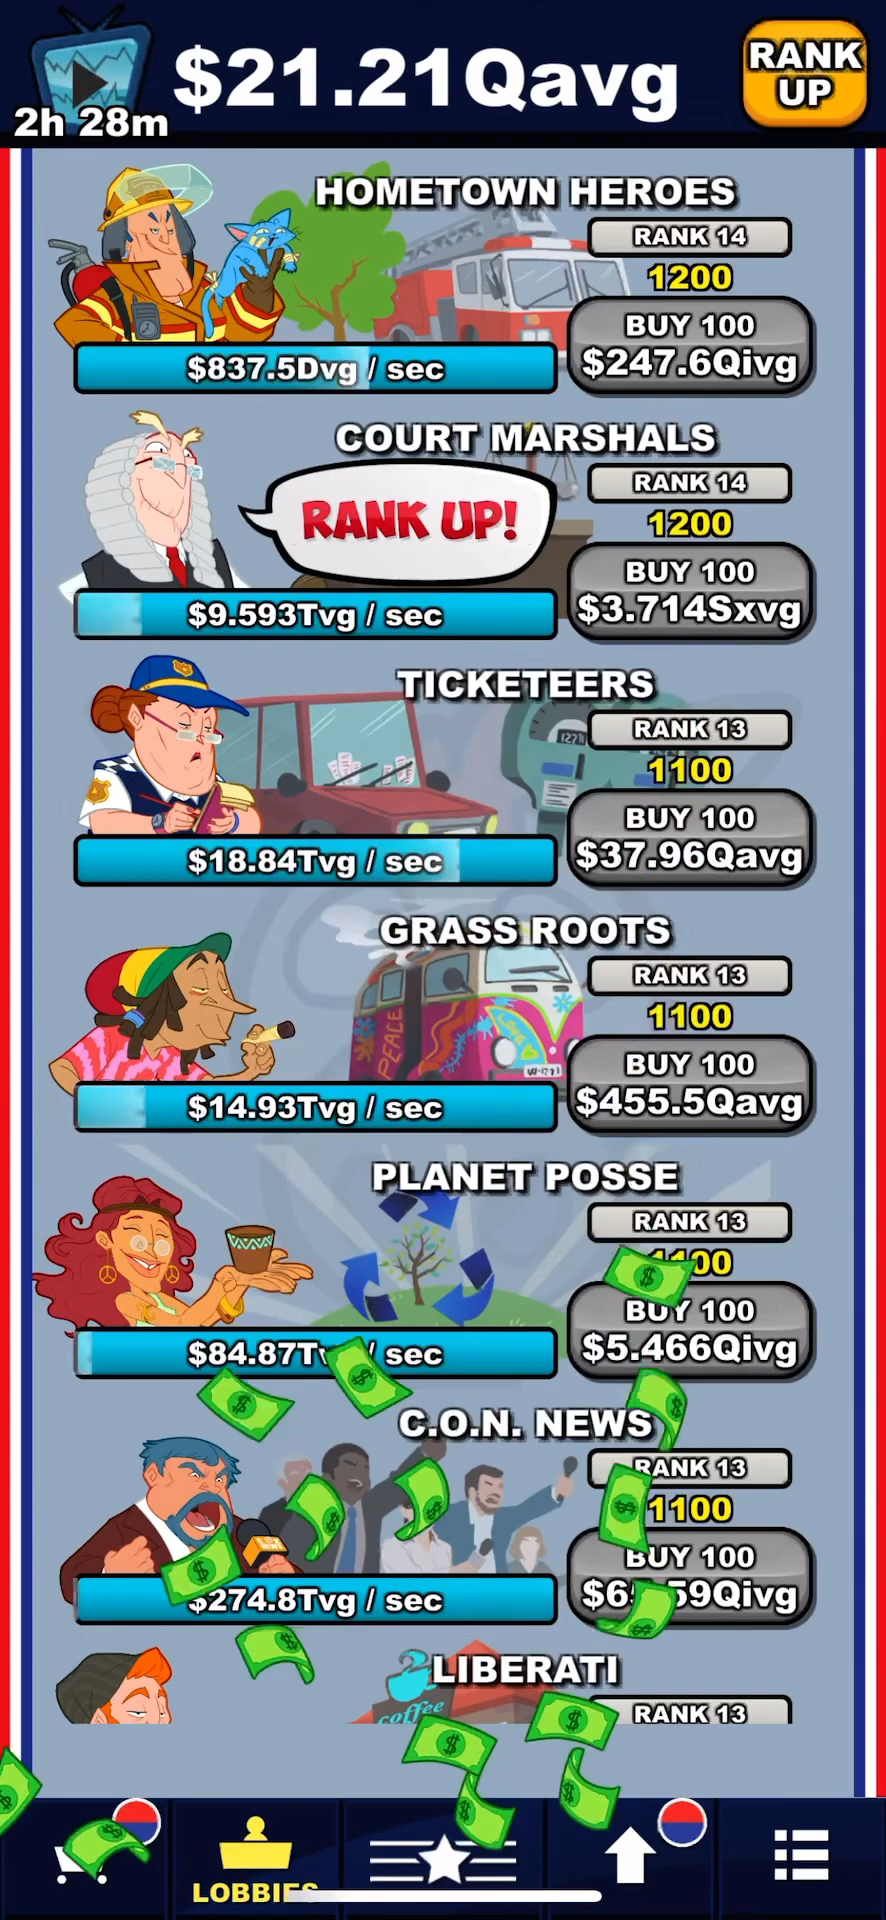 2h 28m
$21.21Qavg
RANK
UP
HOMETOWN HEROES
RANK 14
1200
BUY 100
$247.6Qivg
$837.5Dvg / sec
COURT MARSHALS
RANK 14
1200
RANK UP!
BUY 100
$3.714Sxvg
$9.593Tvg / sec
TICKETEERS
RANK 13
1100
BUY 100
$37.96Qavg
$18.84Tvg / sec
GRASS ROOTS
RANK 13
1100
PEACE
LOVE
BUY 100
$455.5Qavg
$14.93Tvg / sec
PLANET POSSE
RANK 13
BUY 100
$5.466Qivg
/ sec
C.O.N. NEWS
RANK 13
1100
BUY 100
$274.8Tvg / sec
LIBERATI
coffee
RANK 13
LOBBIES